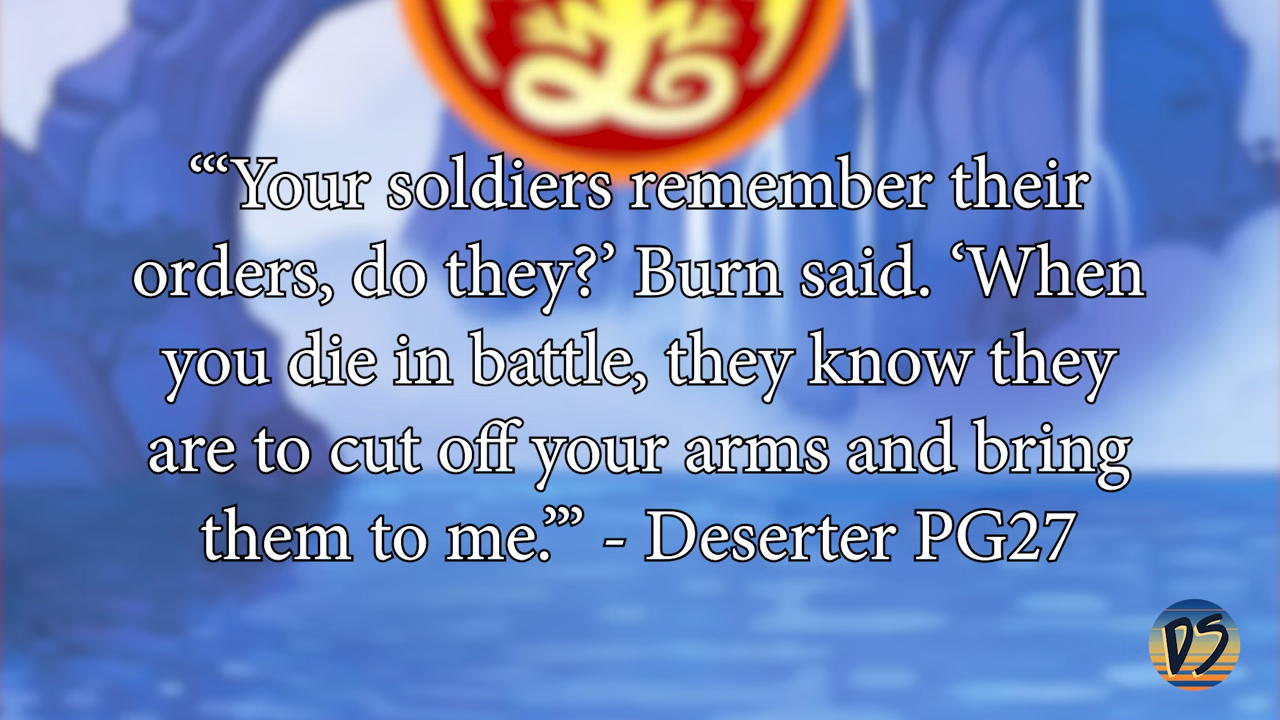 “‘Your soldiers remember their
orders, do they?’ Burn said. ‘When
you die in battle, they know they
are to cut off your arms and bring
them to me.’” - Deserter PG27
DS